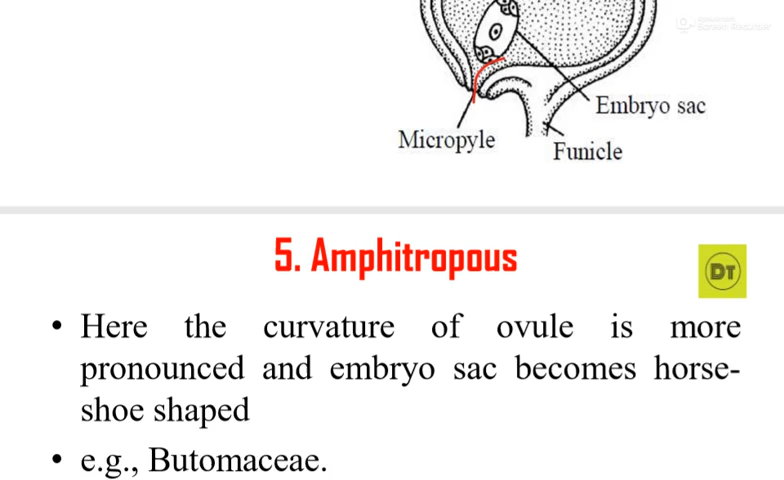 Embryo sac
Micropyle
Funicle
5. Amphitropous
DT
• Here the curvature of ovule is more
pronounced and embryo sac becomes horse-
shoe shaped
• e.g., Butomaceae.